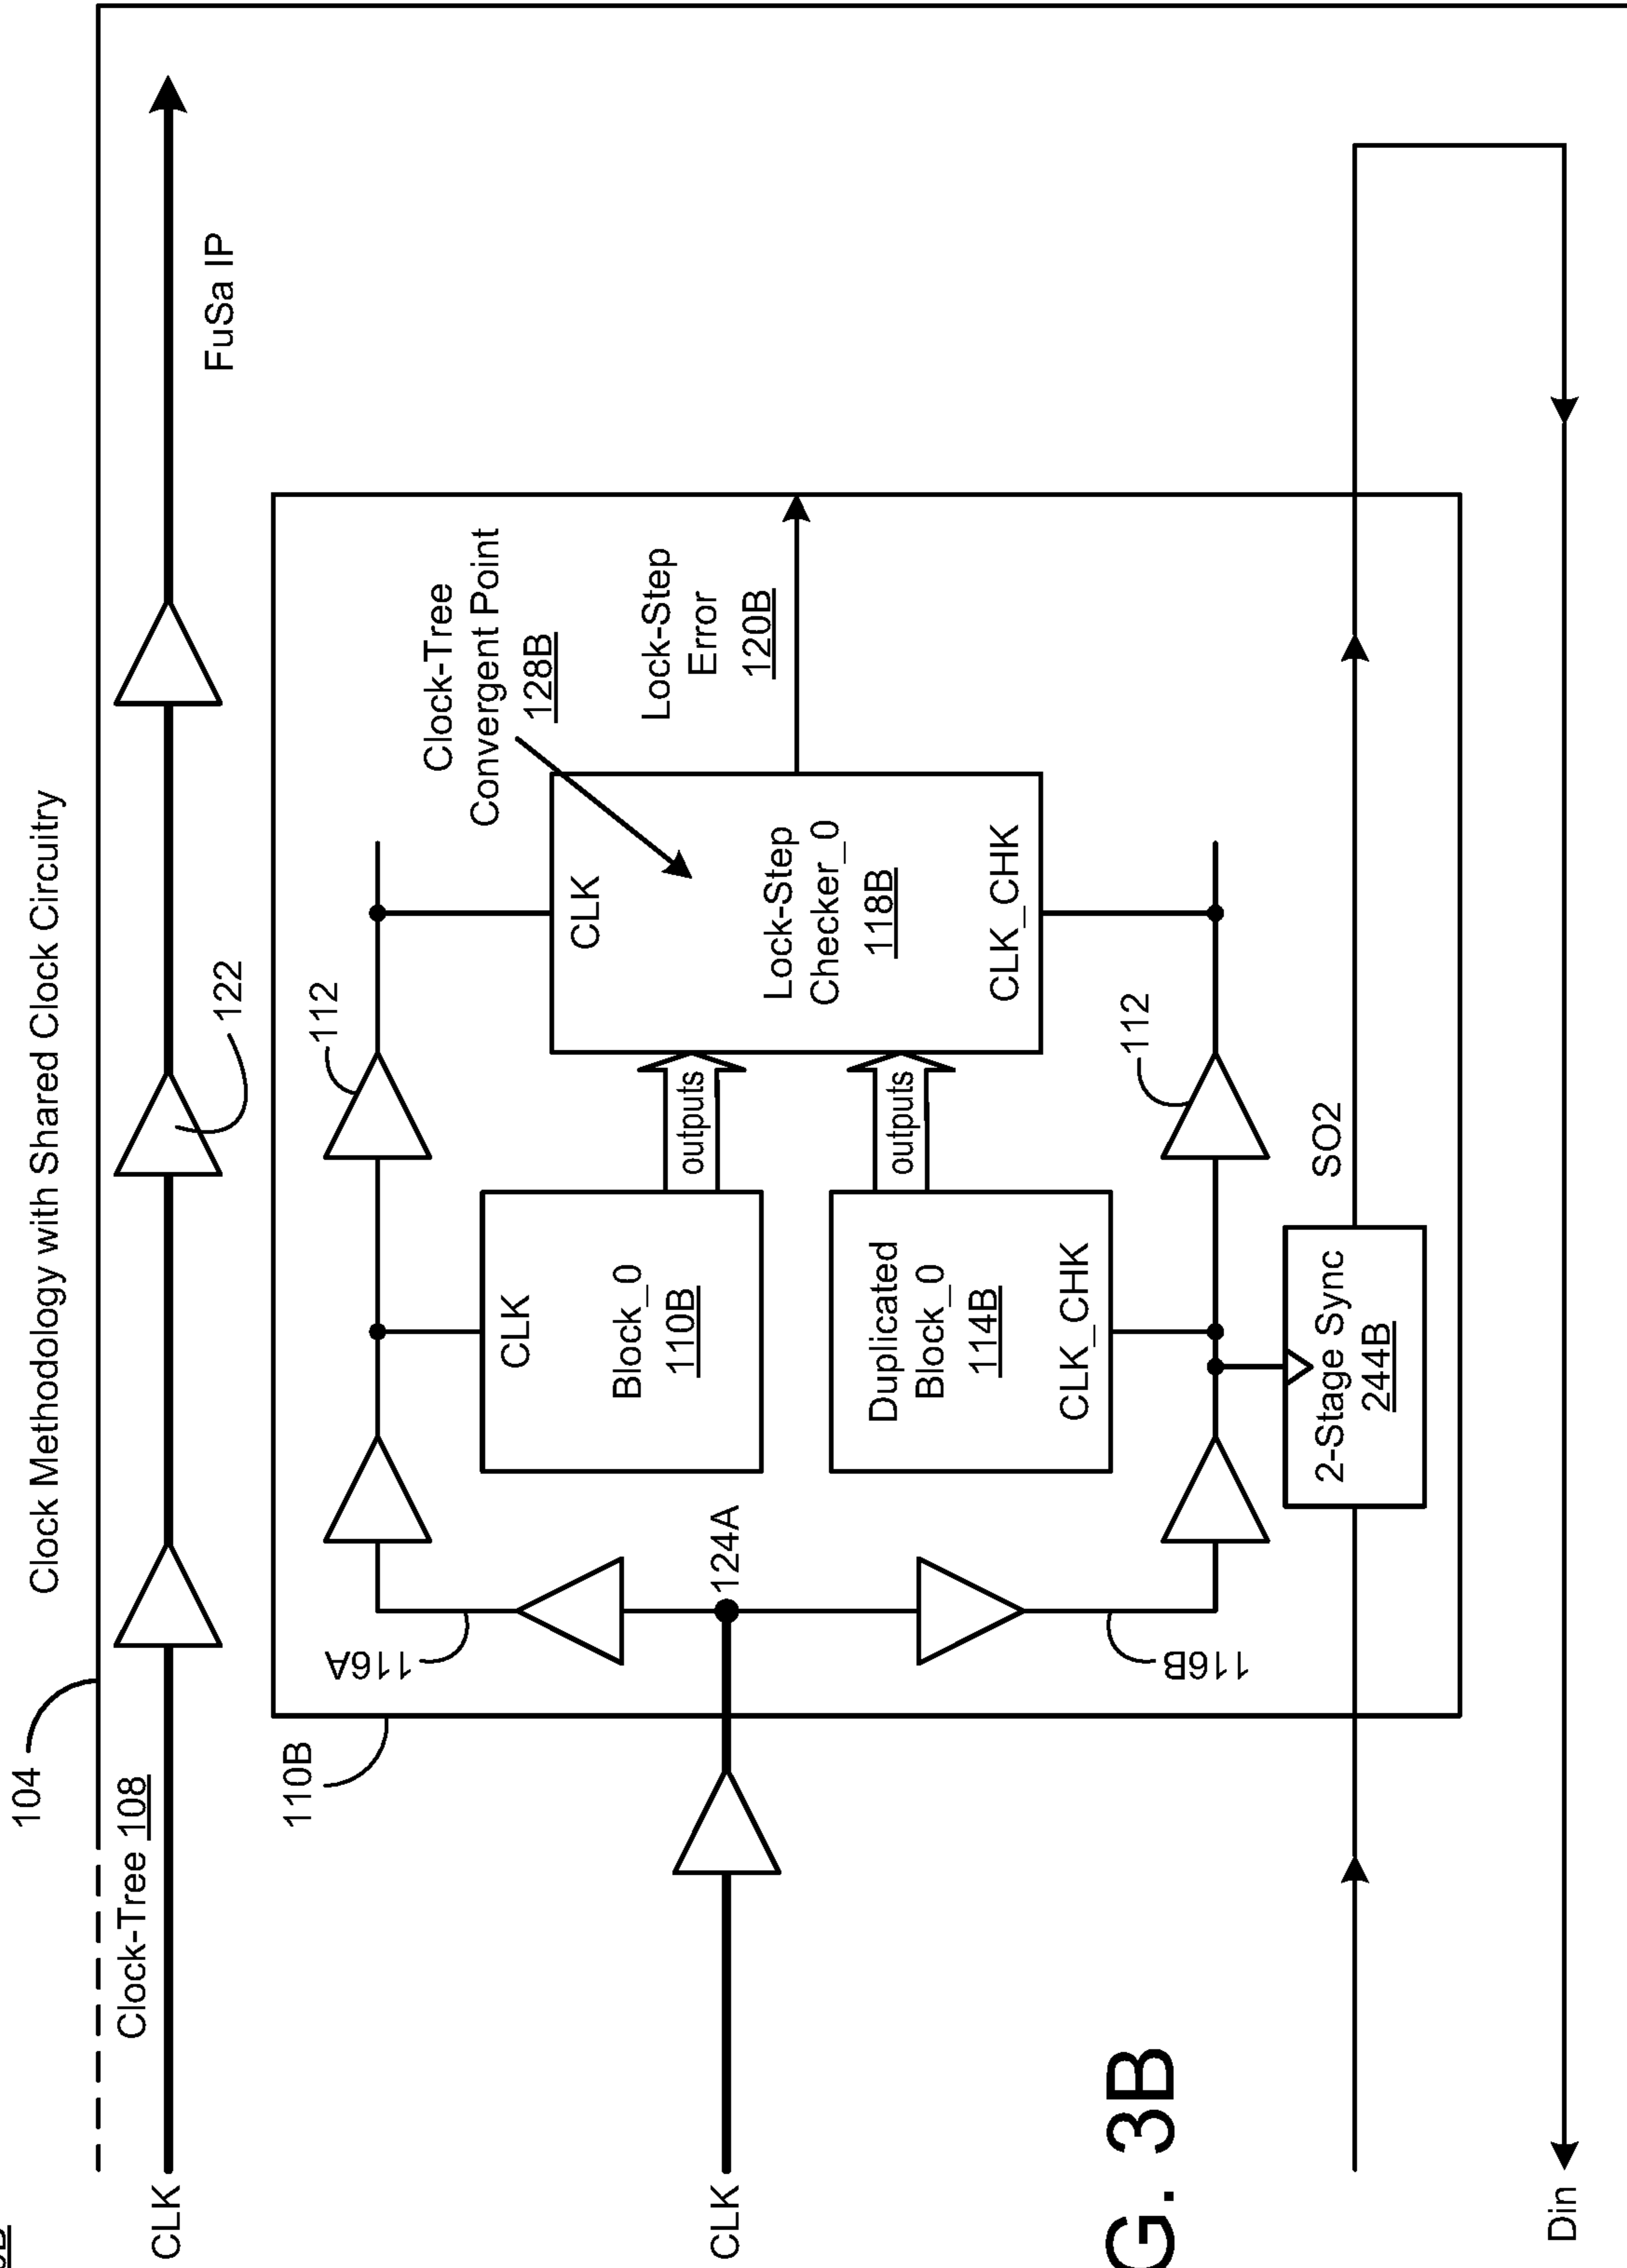 Clock Methodology with Shared Clock Circuitry
104
Clock-Tree 108
CLK
122
FuSa IP
110B
116A
112
CLK
Block_0
110B
outputs
CLK
Clock-Tree
Convergent Point
128B
CLK
124A
Lock-Step
Checker_0
118B
Lock-Step
Error
120B
Duplicated
Block_0
114B
CLK_CHK
outputs
CLK_CHK
116B
112
2-Stage Sync
244B
SO2
Din
G. 3B